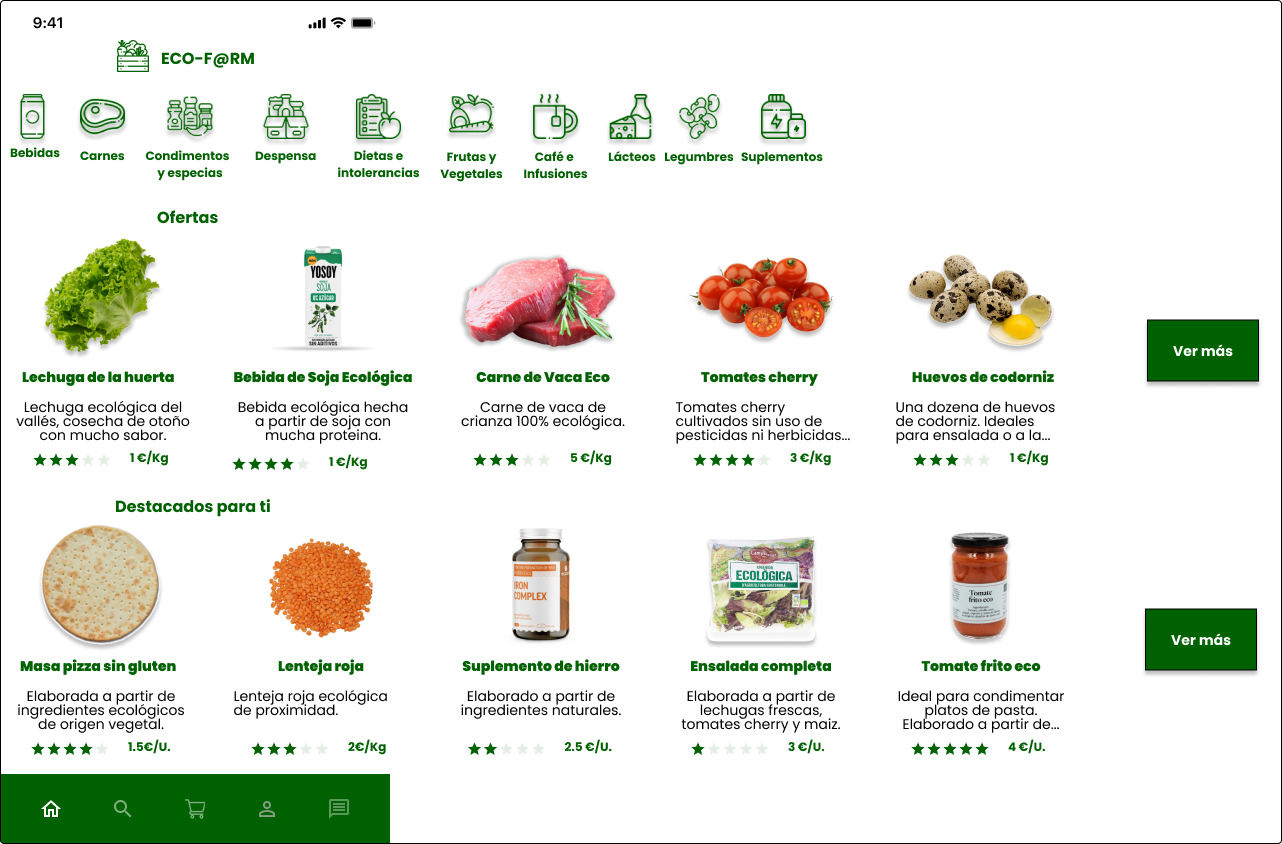 9:41
ECO-F@RM
Bebidas
Carnes
Condimentos
y especias
Despensa
Dietas e
intolerancias
Frutas y
Vegetales
Café e
Infusiones
Lácteos
Legumbres
Suplementos
Ofertas
YOSOY
SOJA
0% AZÚCAR
SIN ADITIVOS
Lechuga de la huerta
Lechuga ecológica del
vallés, cosecha de otoño
con mucho sabor.
1 €/Kg
Bebida de Soja Ecológica
Bebida ecológica hecha
a partir de soja con
mucha proteina.
1 €/Kg
Carne de Vaca Eco
Carne de vaca de
crianza 100% ecológica.
5 €/Kg
Tomates cherry
Tomates cherry
cultivados sin uso de
pesticidas ni herbicidas...
3 €/Kg
Huevos de codorniz
Una dozena de huevos
de codorniz. Ideales
para ensalada o a la...
1 €/Kg
Ver más
Destacados para ti
IRON
COMPLEX
ECOLÓGICA
Tomate
frito eco
Masa pizza sin gluten
Elaborada a partir de
ingredientes ecológicos
de origen vegetal.
1.5€/U.
Lenteja roja
Lenteja roja ecológica
de proximidad.
2€/Kg
Suplemento de hierro
Elaborado a partir de
ingredientes naturales.
2.5 €/U.
Ensalada completa
Elaborada a partir de
lechugas frescas,
tomates cherry y maiz.
3 €/U.
Tomate frito eco
Ideal para condimentar
platos de pasta.
Elaborado a partir de...
4 €/U.
Ver más